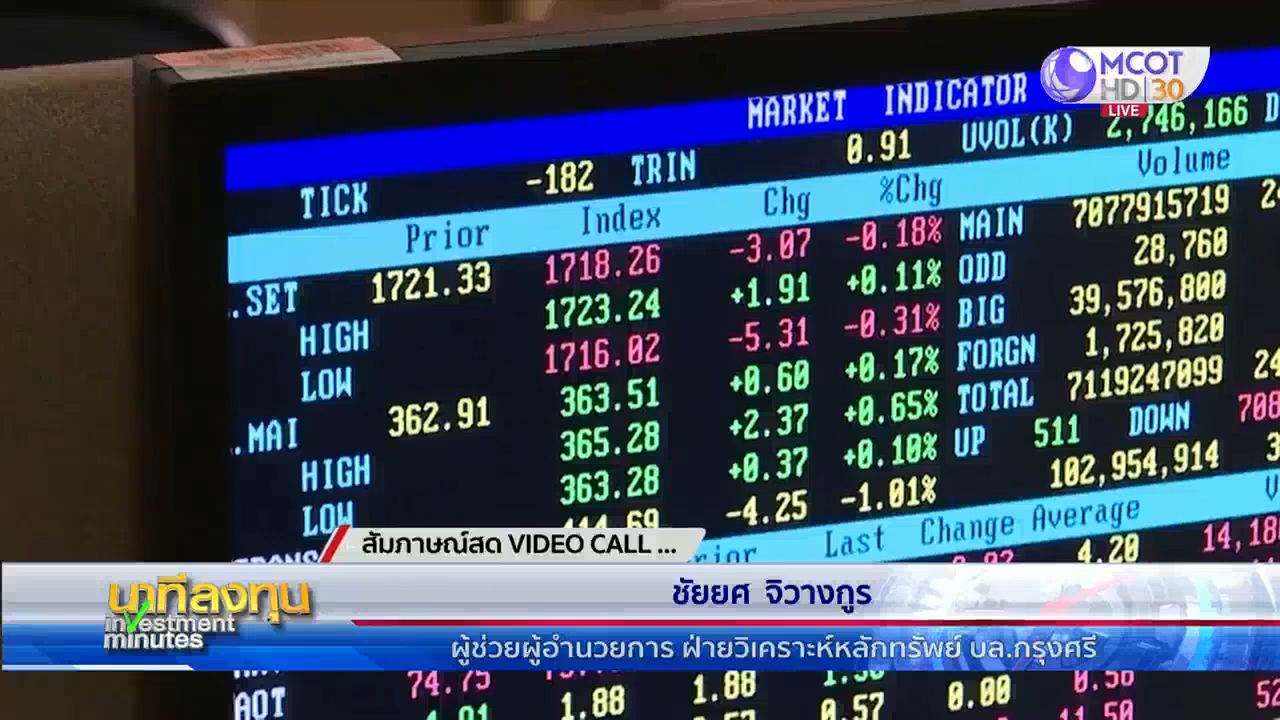 MCOT
HD 30
LIVE
MARKET INDICATOR
TICK -182 TRIN 0.91 UVOL(K) 2,746,166
Prior Index Chg %Chg Volume
.SET 1721.33 1718.26 -3.07 -0.18% MAIN 7077915719
HIGH 1723.24 +1.91 +0.11% ODD 28,760
LOW 1716.02 -5.31 -0.31% BIG 39,576,800
.MAI 362.91 363.51 +0.60 +0.17% FORGN 1,725,820
HIGH 365.28 +2.37 +0.65% TOTAL 7119247099
LOW 363.28 +0.37 +0.10% UP 511 DOWN 708
-4.25 -1.01% 102,954,914
Last Change Average
4.20 14,18
สัมภาษณ์สด VIDEO CALL ...
นาทีลงทุน
investment
minutes
ชัยยศ จิวางกูร
ผู้ช่วยผู้อำนวยการ ฝ่ายวิเคราะห์หลักทรัพย์ บล.กรุงศรี
74.75
AOT 1.88 1.88 0.57 0.00